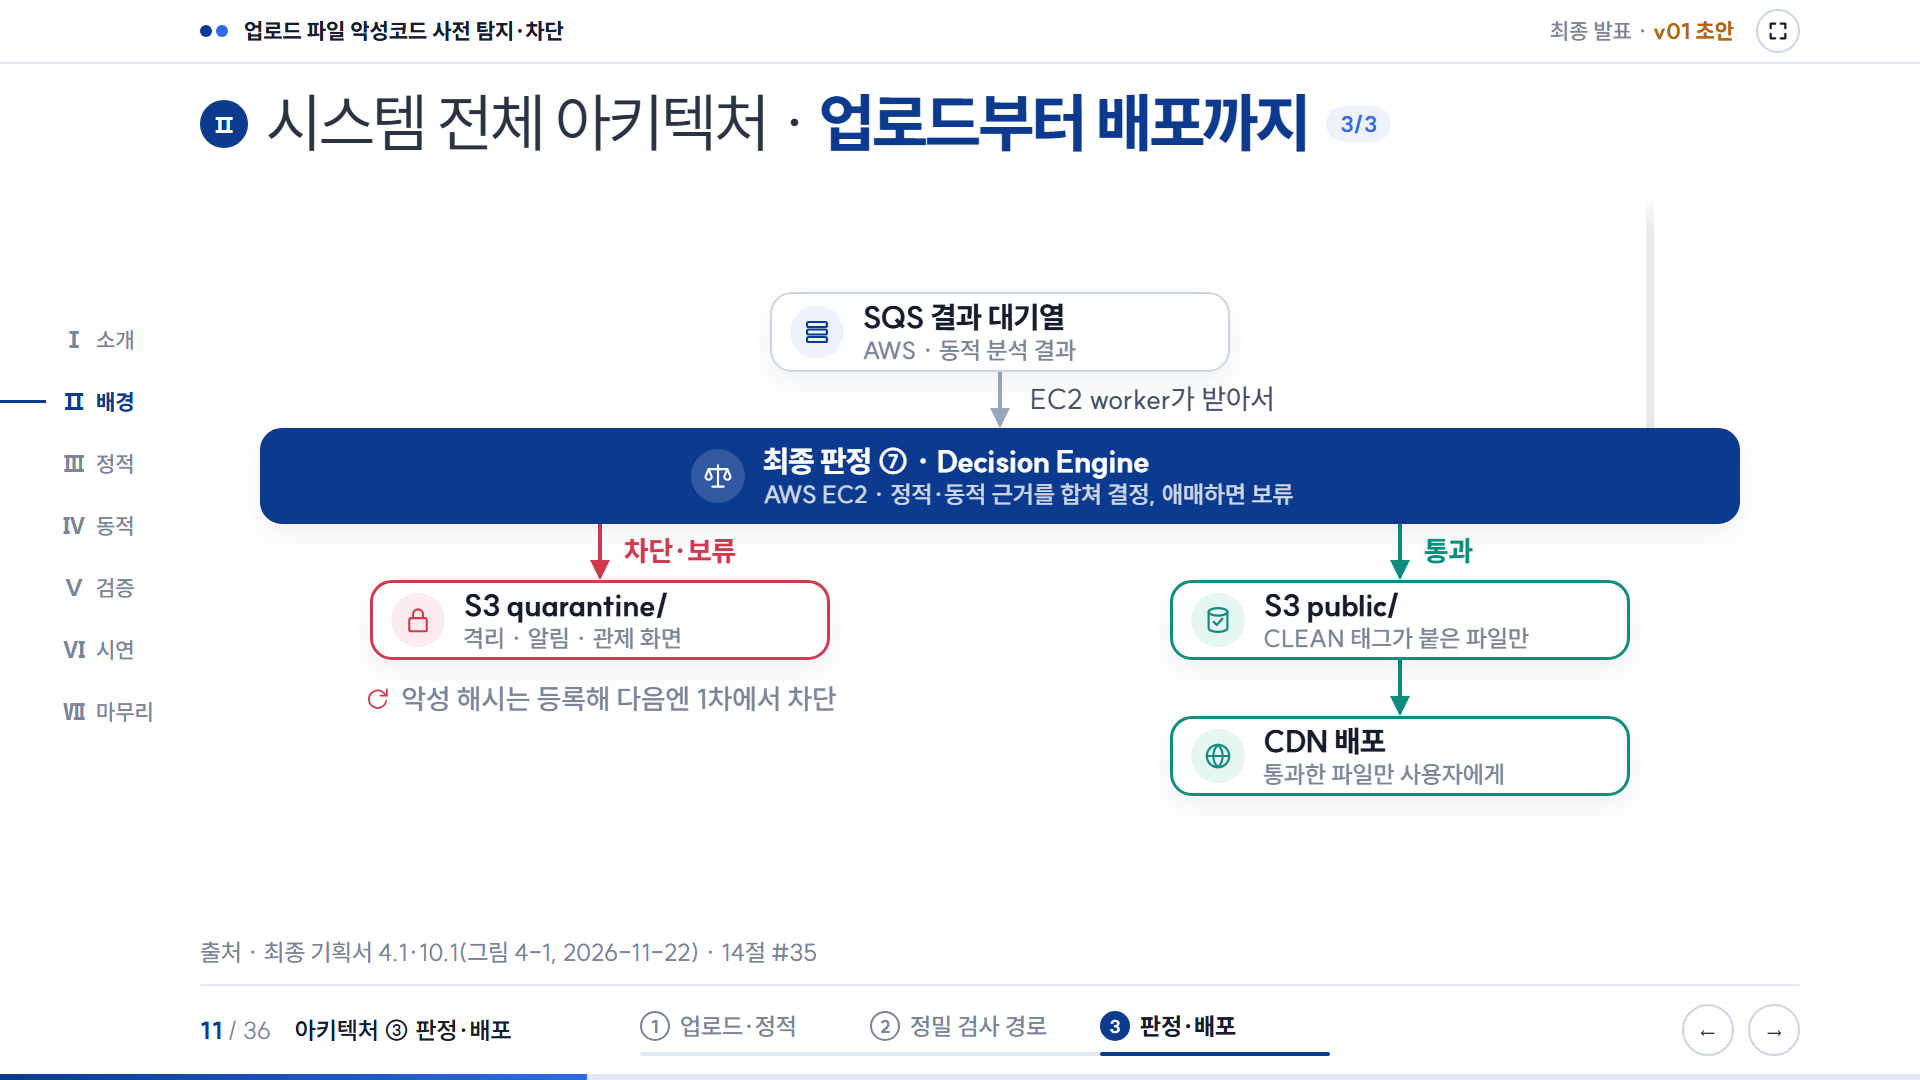 업로드 파일 악성코드 사전 탐지·차단
최종 발표 · v01 초안
Ⅱ 시스템 전체 아키텍처 · 업로드부터 배포까지 3/3
Ⅰ 소개
Ⅱ 배경
Ⅲ 정적
Ⅳ 동적
Ⅴ 검증
Ⅵ 시연
Ⅶ 마무리
SQS 결과 대기열
AWS · 동적 분석 결과
EC2 worker가 받아서
최종 판정 ⑦ · Decision Engine
AWS EC2 · 정적·동적 근거를 합쳐 결정, 애매하면 보류
차단·보류
통과
S3 quarantine/
격리 · 알림 · 관제 화면
악성 해시는 등록해 다음엔 1차에서 차단
S3 public/
CLEAN 태그가 붙은 파일만
CDN 배포
통과한 파일만 사용자에게
출처 · 최종 기획서 4.1·10.1(그림 4-1, 2026-11-22) · 14절 #35
11 / 36 아키텍처 ③ 판정·배포
① 업로드·정적
② 정밀 검사 경로
③ 판정·배포
← →